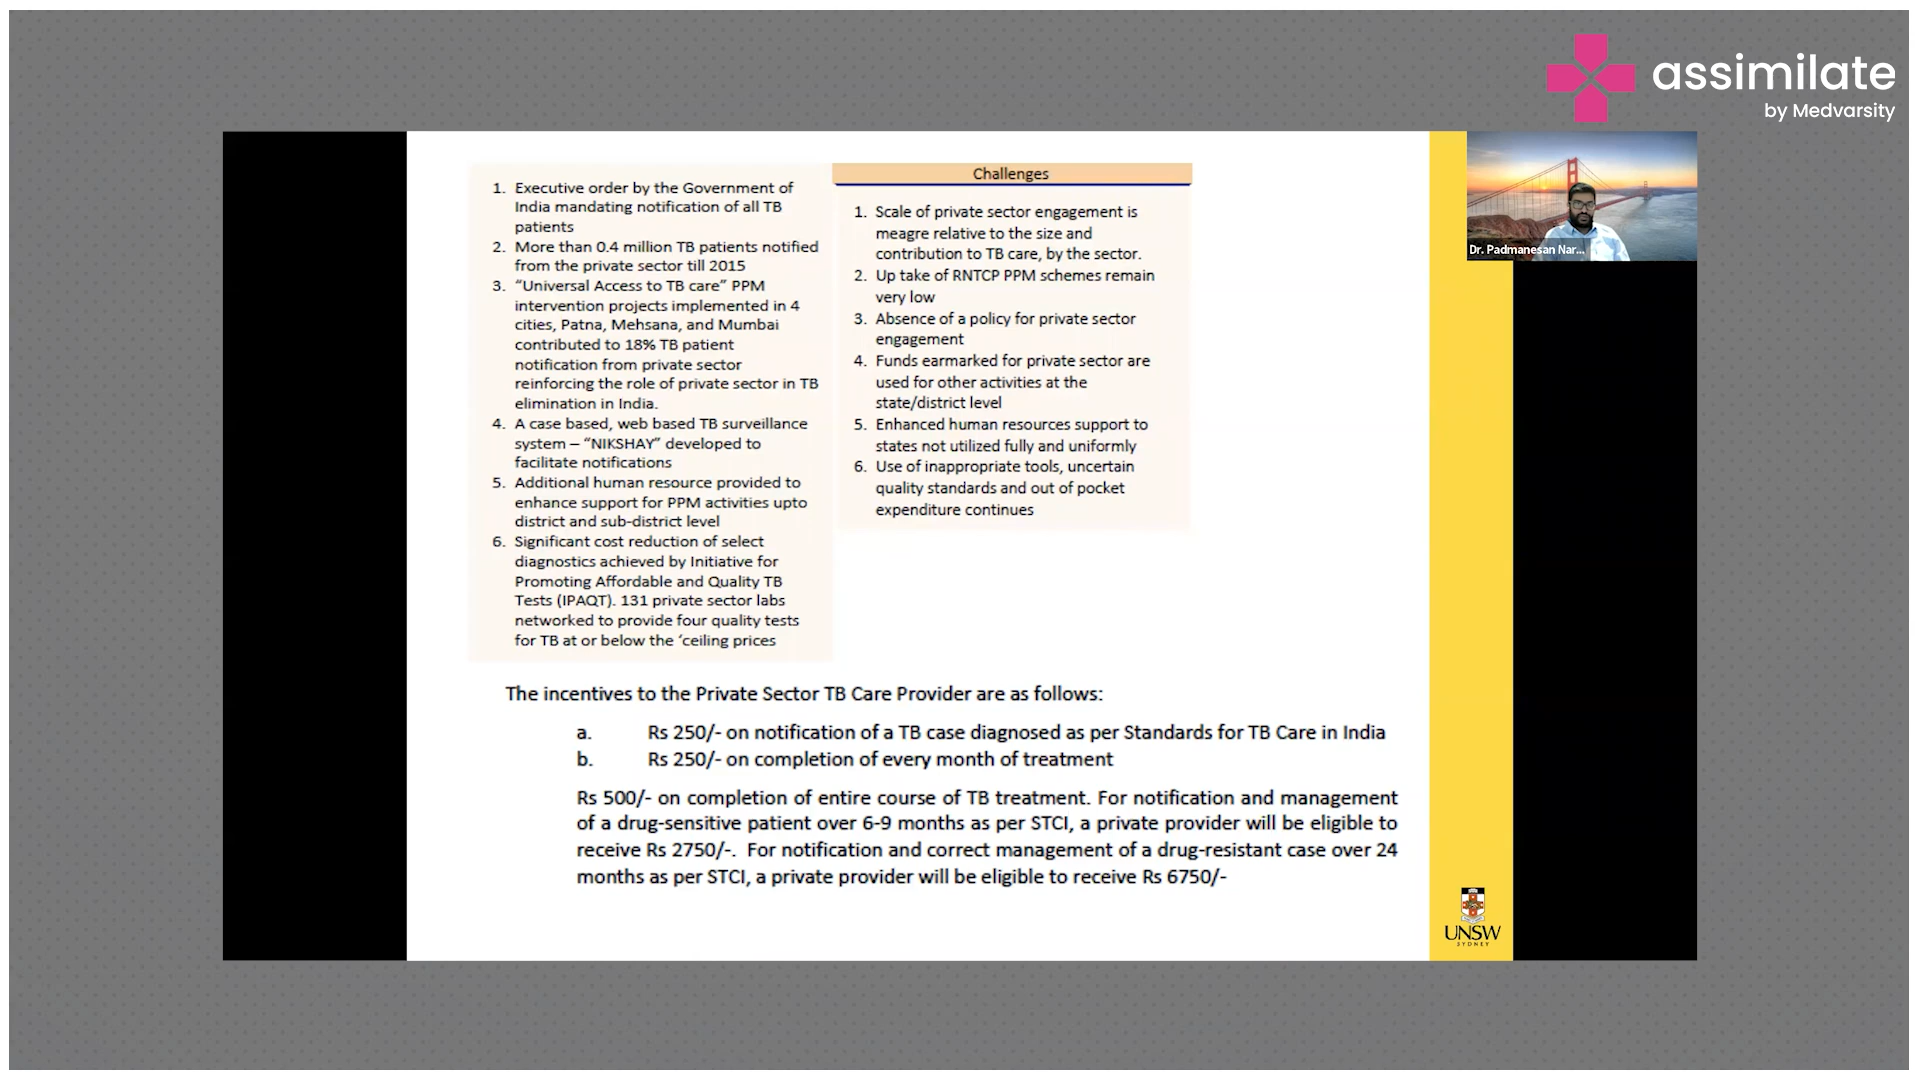 assimilate
by Medvarsity
1. Executive order by the Government of
India mandating notification of all TB
patients
2. More than 0.4 million TB patients notified
from the private sector till 2015
3. “Universal Access to TB care” PPM
intervention projects implemented in 4
cities, Patna, Mehsana, and Mumbai
contributed to 18% TB patient
notification from private sector
reinforcing the role of private sector in TB
elimination in India.
4. A case based, web based TB surveillance
system – “NIKSHAY” developed to
facilitate notifications
5. Additional human resource provided to
enhance support for PPM activities upto
district and sub-district level
6. Significant cost reduction of select
diagnostics achieved by Initiative for
Promoting Affordable and Quality TB
Tests (IPAQT). 131 private sector labs
networked to provide four quality tests
for TB at or below the ‘ceiling prices
Challenges
1. Scale of private sector engagement is
meagre relative to the size and
contribution to TB care, by the sector.
2. Up take of RNTCP PPM schemes remain
very low
3. Absence of a policy for private sector
engagement
4. Funds earmarked for private sector are
used for other activities at the
state/district level
5. Enhanced human resources support to
states not utilized fully and uniformly
6. Use of inappropriate tools, uncertain
quality standards and out of pocket
expenditure continues
Dr. Padmanesan Nar...
The incentives to the Private Sector TB Care Provider are as follows:
a. Rs 250/- on notification of a TB case diagnosed as per Standards for TB Care in India
b. Rs 250/- on completion of every month of treatment
Rs 500/- on completion of entire course of TB treatment. For notification and management
of a drug-sensitive patient over 6-9 months as per STCI, a private provider will be eligible to
receive Rs 2750/-. For notification and correct management of a drug-resistant case over 24
months as per STCI, a private provider will be eligible to receive Rs 6750/-
UNSW
SYDNEY